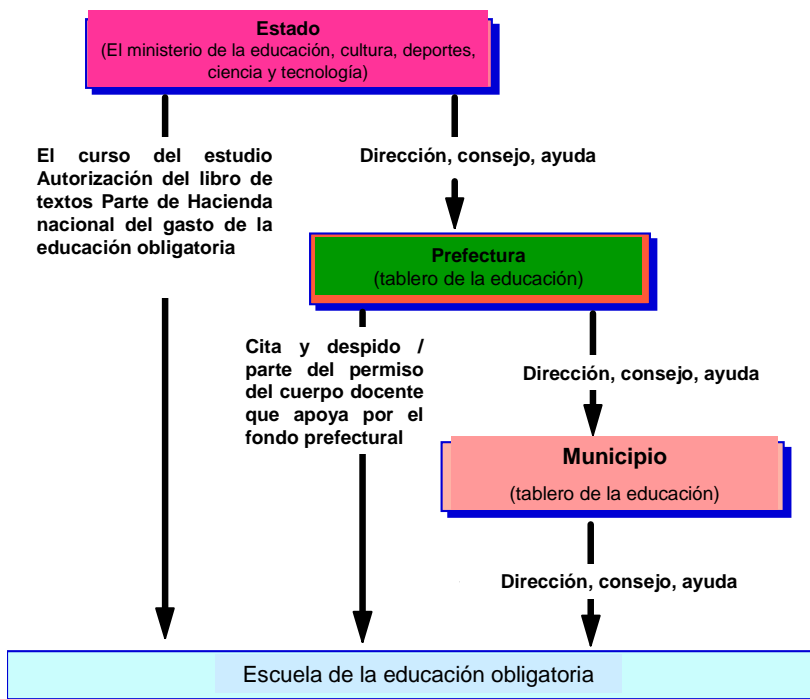 Estado
(El ministerio de la educación, cultura, deportes,
ciencia y tecnología)
El curso del estudio
Autorización del libro de
textos Parte de Hacienda
nacional del gasto de la
educación obligatoria
Dirección, consejo, ayuda
Prefectura
(tablero de la educación)
Cita y despido /
parte del permiso
del cuerpo docente
que apoya por el
fondo prefectural
Dirección, consejo, ayuda
Municipio
(tablero de la educación)
Dirección, consejo, ayuda
Escuela de la educación obligatoria